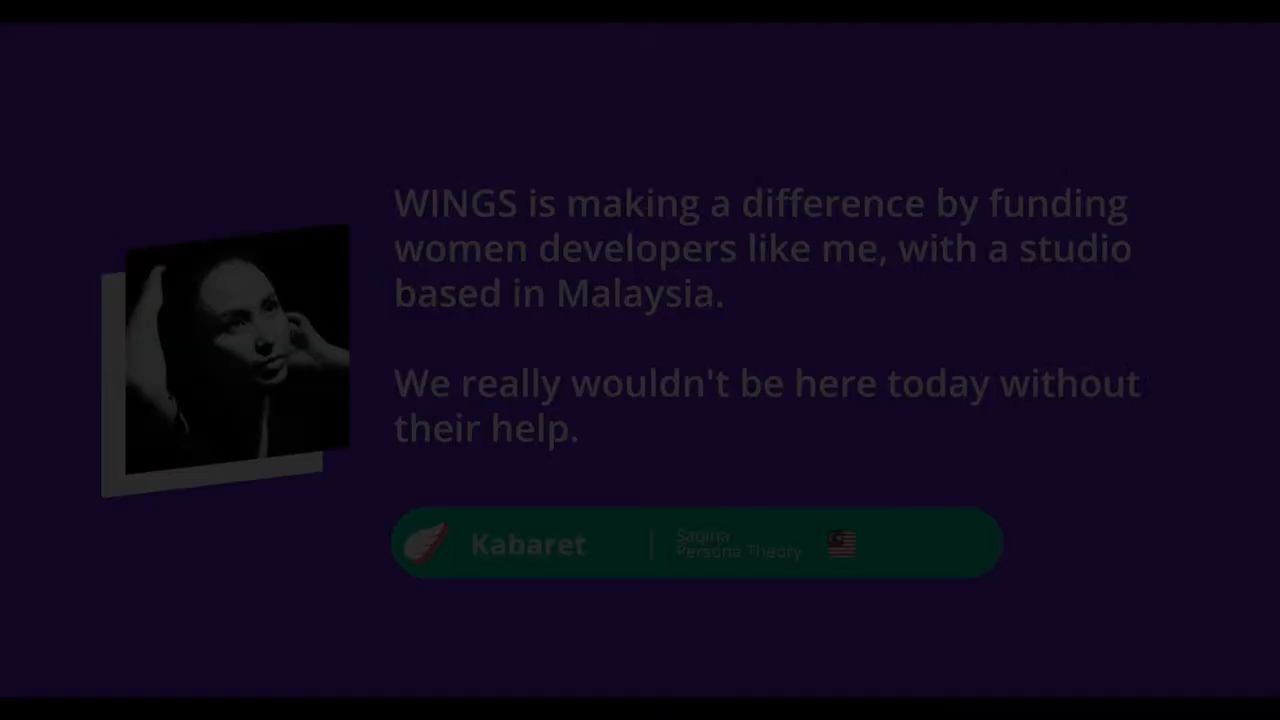 WINGS is making a difference by funding
women developers like me, with a studio
based in Malaysia.
We really wouldn't be here today without
their help.
Kabaret
Saqina
Persona Theory